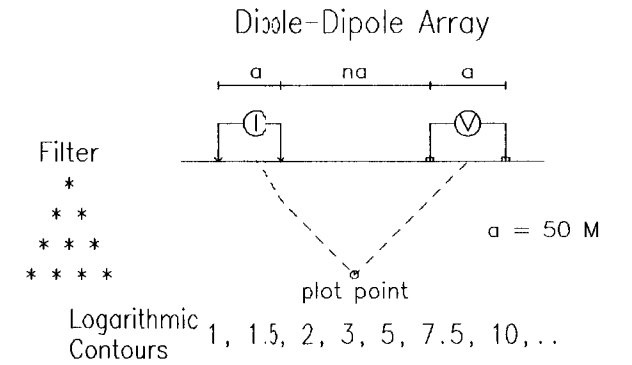 Dipole-Dipole Array
a na a
I V
Filter
*
* *
* * *
* * * *
a = 50 M
plot point
Logarithmic
Contours 1, 1.5, 2, 3, 5, 7.5, 10,..